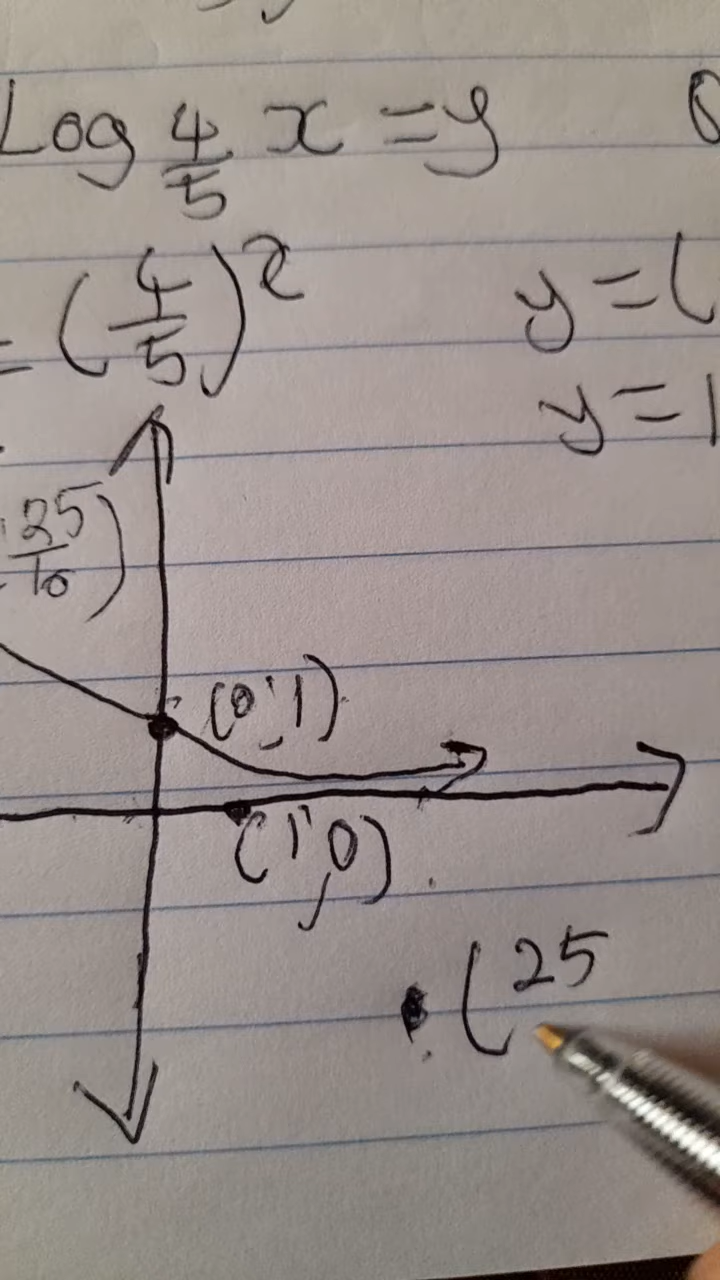 Log 4/5 x = y
= (4/5)^x
y = (
y = 1
25/16)
(0;1)
(1;0)
(25